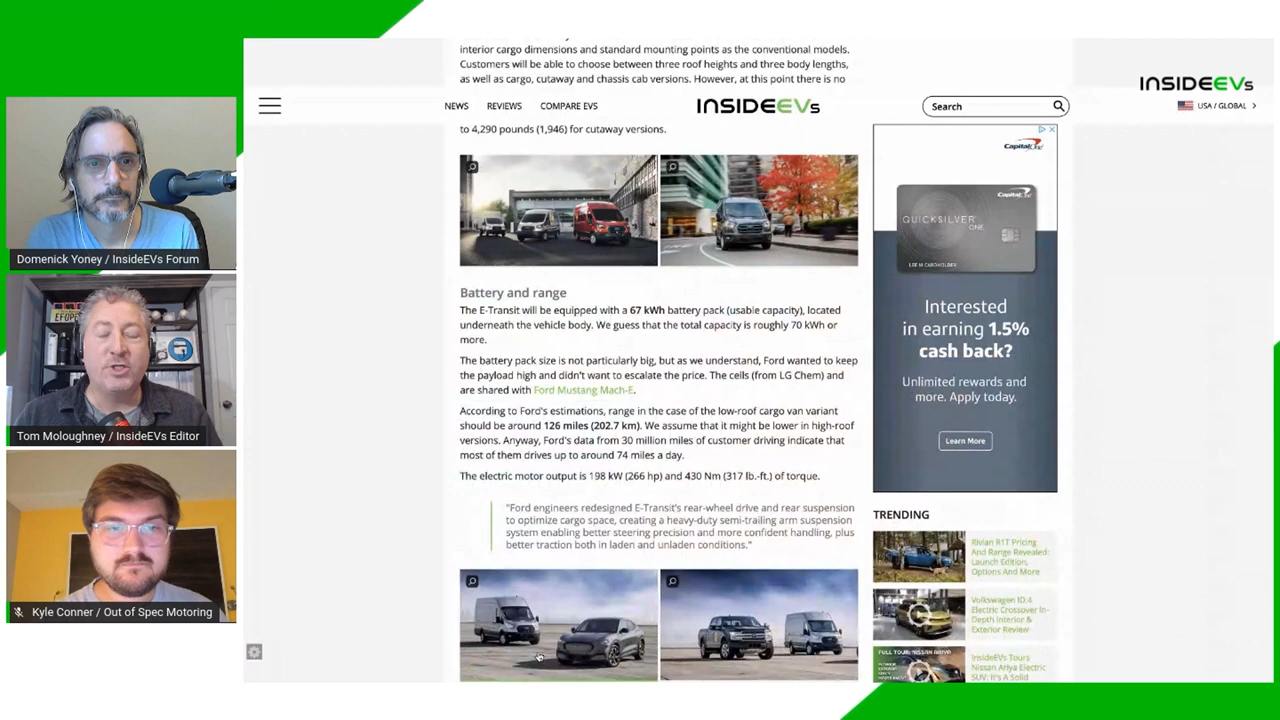 interior cargo dimensions and standard mounting points as the conventional models.
Customers will be able to choose between three roof heights and three body lengths,
as well as cargo, cutaway and chassis cab versions. However, at this point there is no
INSIDEEVs
NEWS REVIEWS COMPARE EVS
INSIDEEVs
Search
USA / GLOBAL
to 4,290 pounds (1,946) for cutaway versions.
Battery and range
The E-Transit will be equipped with a 67 kWh battery pack (usable capacity), located
underneath the vehicle body. We guess that the total capacity is roughly 70 kWh or
more.
The battery pack size is not particularly big, but as we understand, Ford wanted to keep
the payload high and didn't want to escalate the price. The cells (from LG Chem) and
are shared with Ford Mustang Mach-E.
According to Ford's estimations, range in the case of the low-roof cargo van variant
should be around 126 miles (202.7 km). We assume that it might be lower in high-roof
versions. Anyway, Ford's data from 30 million miles of customer driving indicate that
most of them drives up to around 74 miles a day.
The electric motor output is 198 kW (266 hp) and 430 Nm (317 lb.-ft.) of torque.
"Ford engineers redesigned E-Transit's rear-wheel drive and rear suspension
to optimize cargo space, creating a heavy-duty semi-trailing arm suspension
system enabling better steering precision and more confident handling, plus
better traction both in laden and unladen conditions."
Capital One
QUICKSILVER
ONE
LEE M CARDHOLDER
Interested
in earning 1.5%
cash back?
Unlimited rewards and
more. Apply today.
Learn More
TRENDING
Rivian R1T Pricing
And Range Revealed:
Launch Edition,
Options And More
Volkswagen ID.4
Electric Crossover In-
Depth Interior &
Exterior Review
FULL TOUR: NISSAN ARIYA
InsideEVs Tours
Nissan Ariya Electric
SUV: It's A Solid
Domenick Yoney / InsideEVs Forum
Tom Moloughney / InsideEVs Editor
Kyle Conner / Out of Spec Motoring